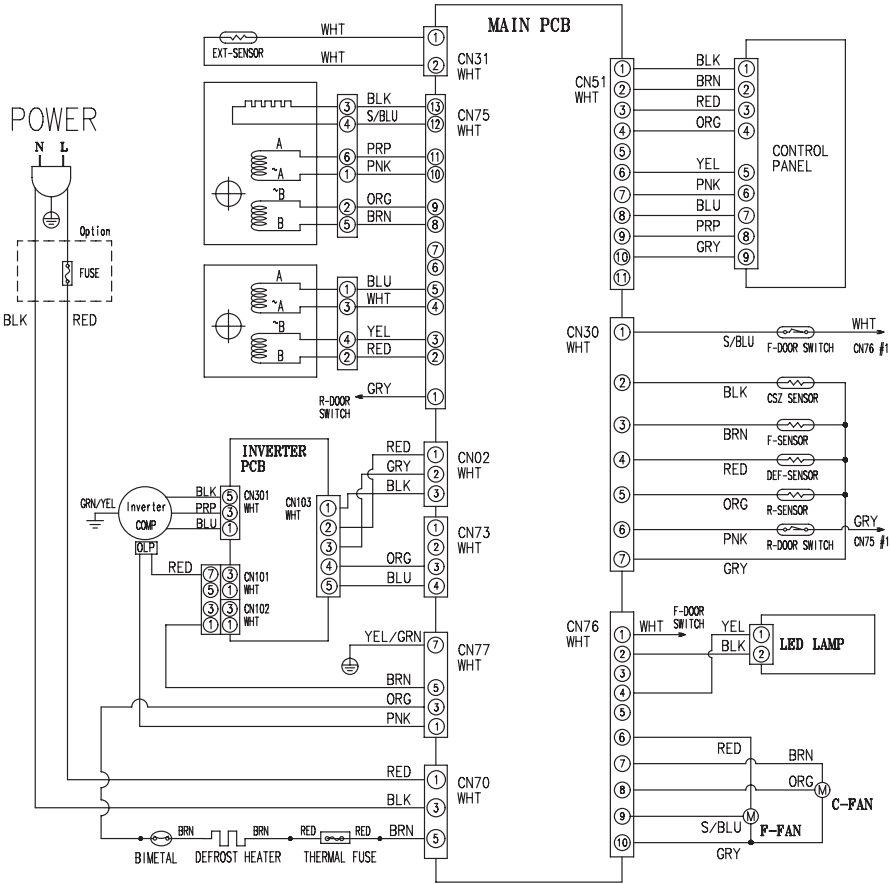 MAIN PCB
POWER
N L
Option
FUSE
BLK RED
WHT
EXT-SENSOR
WHT
1
2
CN31
WHT
3 BLK 13
4 S/BLU 12
CN75
WHT
A
6 PRP 11
~A 1 PNK 10
~B
2 ORG 9
B 5 BRN 8
7
6
A
1 BLU 5
~A 3 WHT 4
~B
4 YEL 3
B 2 RED 2
GRY 1
R-DOOR
SWITCH
INVERTER
PCB
GRN/YEL
Inverter
COMP
OLP
BLK 5
PRP 3
BLU 1
CN301
WHT
RED 7 3
5 1
CN101
WHT
3 3
1 1
CN102
WHT
CN103
WHT
1
2
3
4
5
RED 1
GRY 2
BLK 3
CN02
WHT
1
2
ORG 3
BLU 4
CN73
WHT
YEL/GRN 7
CN77
WHT
BRN 5
ORG 3
PNK 1
RED 1
BLK 3
BRN 5
CN70
WHT
BRN BRN RED RED
BIMETAL DEFROST HEATER THERMAL FUSE
CN51
WHT
1 BLK 1
2 BRN 2
3 RED 3
4 ORG 4
5
6 YEL 5
7 PNK 6
8 BLU 7
9 PRP 8
10 GRY 9
11
CONTROL
PANEL
CN30
WHT
1 S/BLU F-DOOR SWITCH WHT CN76 #1
2 BLK CSZ SENSOR
3 BRN F-SENSOR
4 RED DEF-SENSOR
5 ORG R-SENSOR
6 PNK R-DOOR SWITCH GRY CN75 #1
7 GRY
CN76
WHT
1 WHT
F-DOOR
SWITCH
2
3
4
5
6
7
8
9
10
YEL 1
BLK 2
LED LAMP
RED
BRN
ORG
M
C-FAN
S/BLU
M
F-FAN
GRY